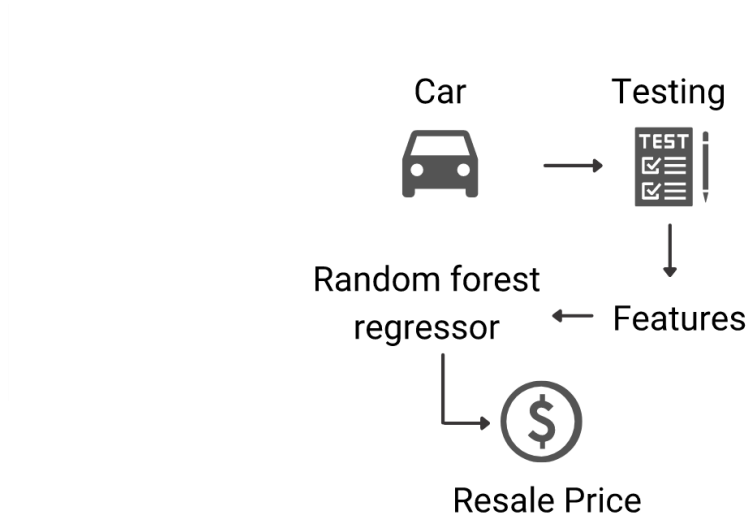 Car
Testing
TEST
Random forest
regressor
Features
$
Resale Price